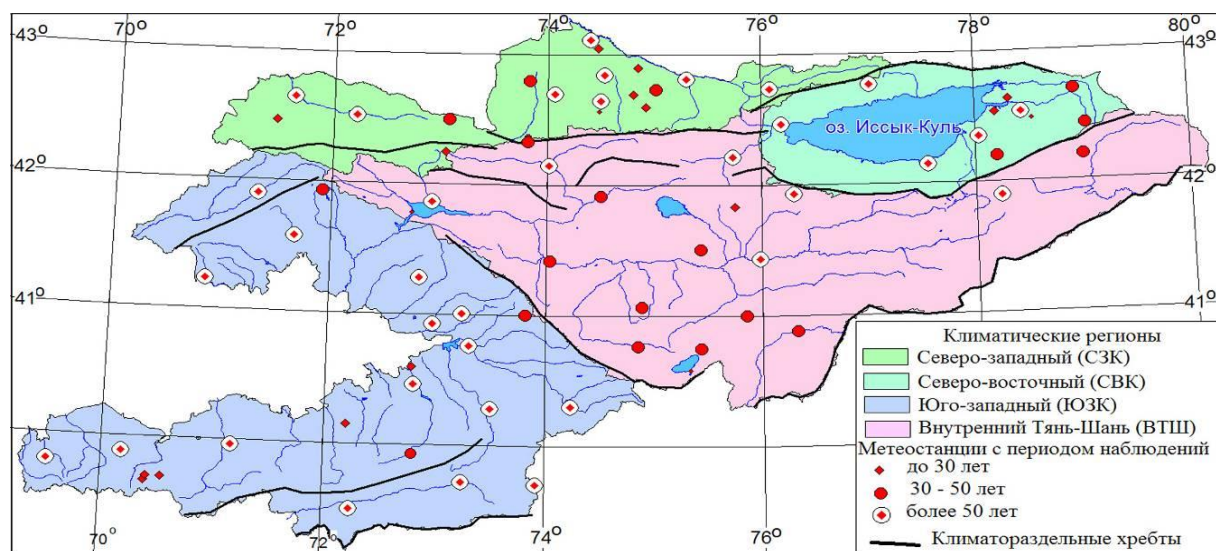 70°
72°
74°
76°
78°
80°
43°
43°
оз. Иссык-Куль
42°
42°
41°
41°
70°
72°
74°
76°
Климатические регионы
Северо-западный (СЗК)
Северо-восточный (СВК)
Юго-западный (ЮЗК)
Внутренний Тянь-Шань (ВТШ)
Метеостанции с периодом наблюдений
до 30 лет
30 - 50 лет
более 50 лет
Климатораздельные хребты